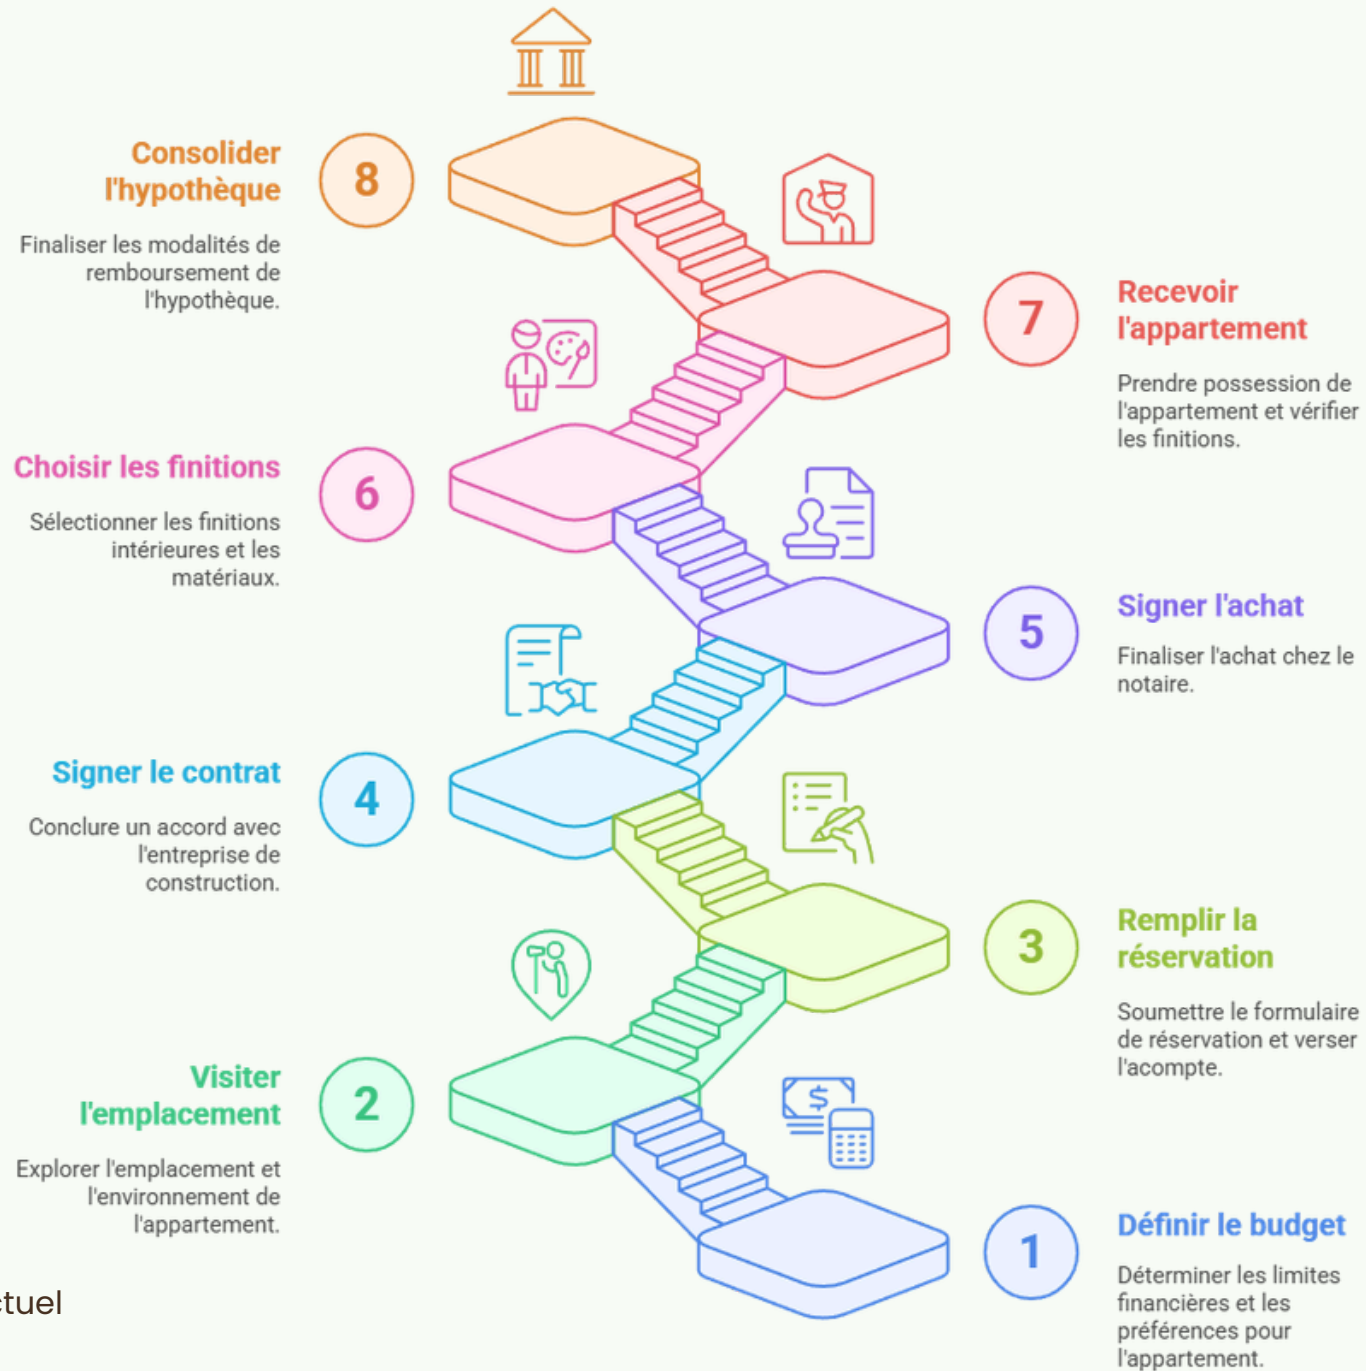 Consolider
l'hypothèque
8
Finaliser les modalités de
remboursement de
l'hypothèque.
Recevoir
l'appartement
7
Prendre possession de
l'appartement et vérifier
les finitions.
Choisir les finitions
6
Sélectionner les finitions
intérieures et les
matériaux.
Signer l'achat
5
Finaliser l'achat chez le
notaire.
Signer le contrat
4
Conclure un accord avec
l'entreprise de
construction.
Remplir la
réservation
3
Soumettre le formulaire
de réservation et verser
l'acompte.
Visiter
l'emplacement
2
Explorer l'emplacement et
l'environnement de
l'appartement.
$
Définir le budget
1
Déterminer les limites
financières et les
préférences pour
l'appartement.